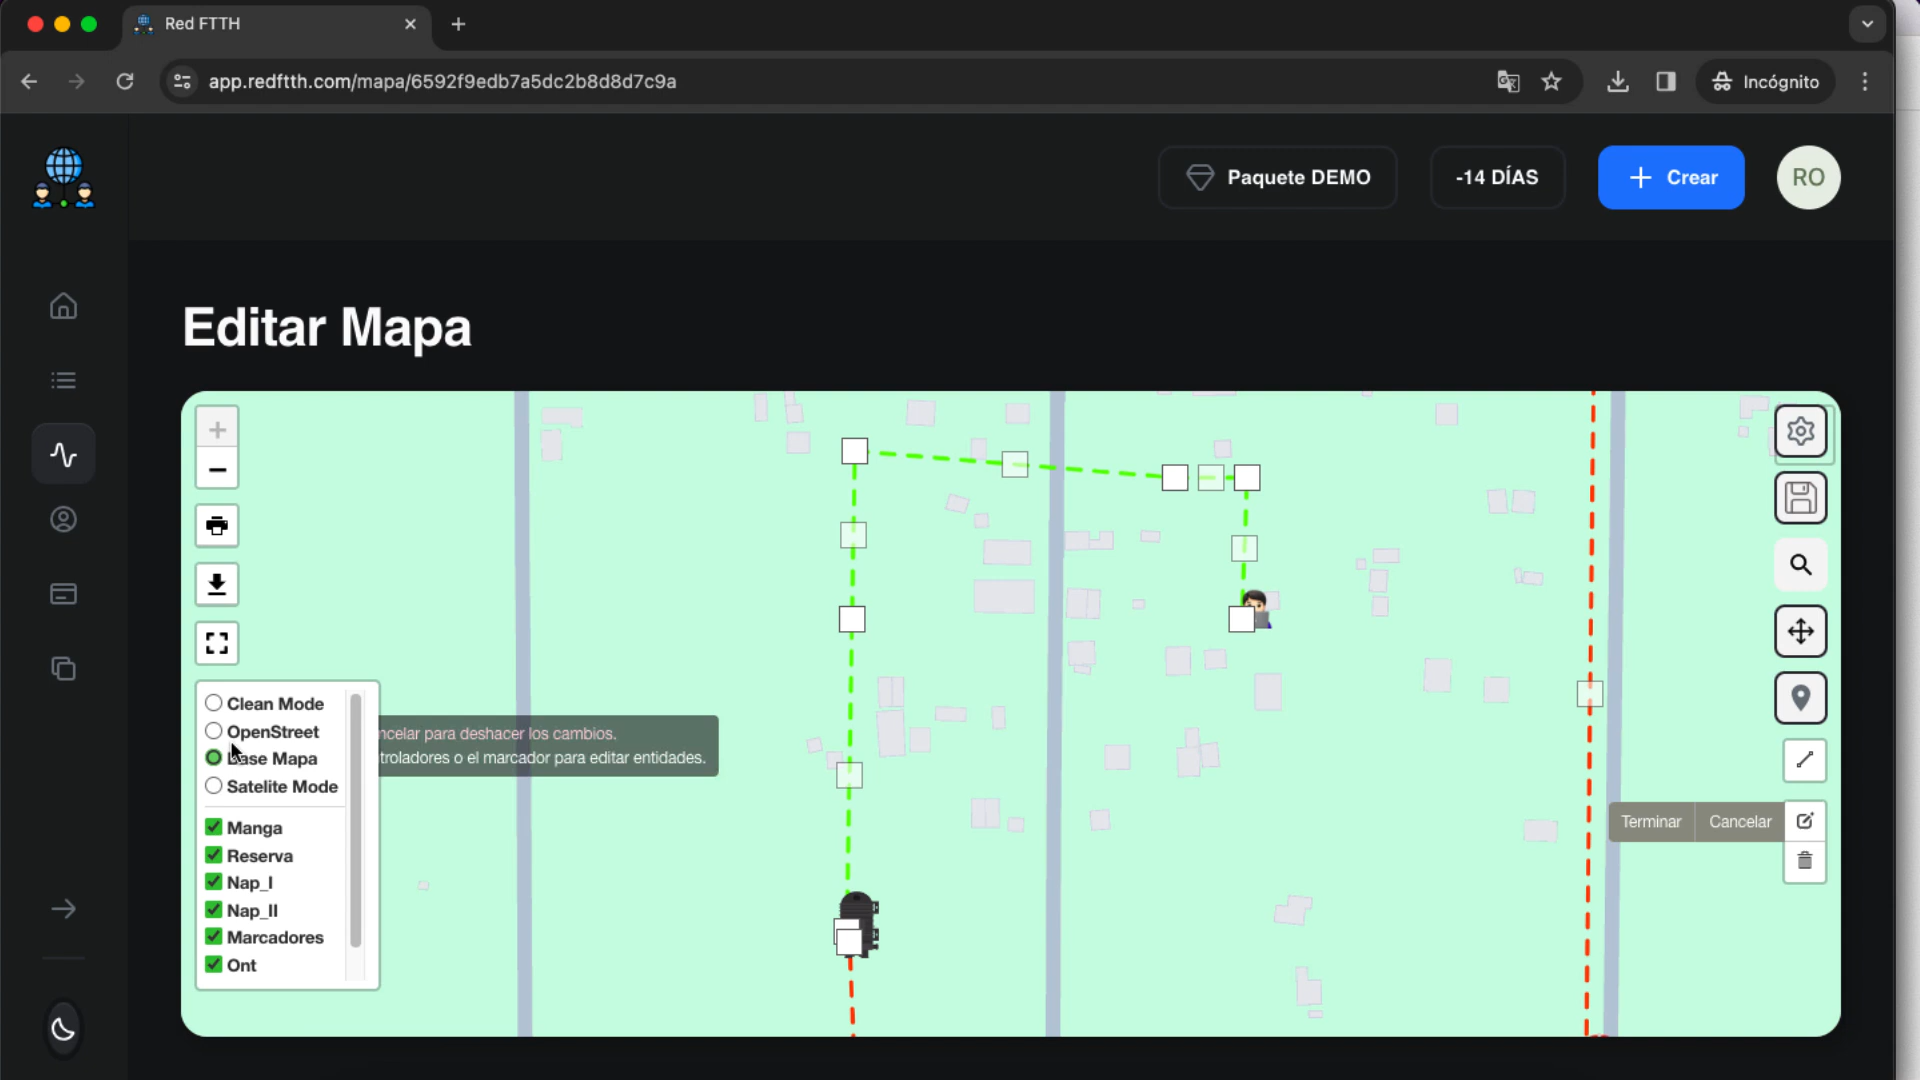 Red FTTH
app.redftth.com/mapa/6592f9edb7a5dc2b8d8d7c9a
Incógnito
Paquete DEMO
-14 DÍAS
Crear
RO
Editar Mapa
Clean Mode
OpenStreet
Base Mapa
Satelite Mode
Manga
Reserva
Nap_I
Nap_II
Marcadores
Ont
ncelar para deshacer los cambios.
troladores o el marcador para editar entidades.
Terminar
Cancelar